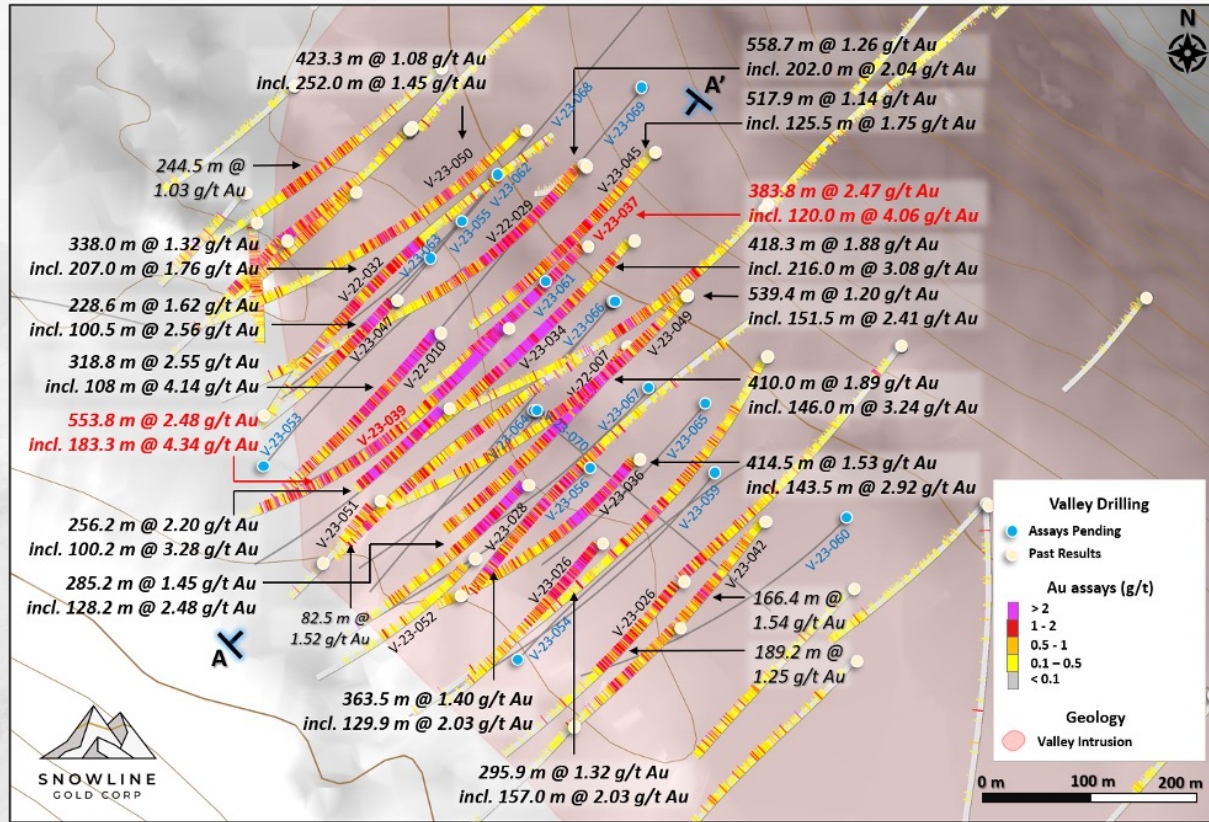 N
423.3 m @ 1.08 g/t Au
incl. 252.0 m @ 1.45 g/t Au
558.7 m @ 1.26 g/t Au
incl. 202.0 m @ 2.04 g/t Au
517.9 m @ 1.14 g/t Au
incl. 125.5 m @ 1.75 g/t Au
A'
V-23-068
V-23-069
V-23-045
V-23-050
V-23-062
V-22-029
244.5 m @
1.03 g/t Au
383.8 m @ 2.47 g/t Au
incl. 120.0 m @ 4.06 g/t Au
V-23-037
V-23-055
V-23-063
V-22-032
338.0 m @ 1.32 g/t Au
incl. 207.0 m @ 1.76 g/t Au
418.3 m @ 1.88 g/t Au
incl. 216.0 m @ 3.08 g/t Au
V-23-061
V-23-066
228.6 m @ 1.62 g/t Au
incl. 100.5 m @ 2.56 g/t Au
539.4 m @ 1.20 g/t Au
incl. 151.5 m @ 2.41 g/t Au
V-23-047
V-22-010
V-23-034
V-22-007
V-23-049
318.8 m @ 2.55 g/t Au
incl. 108 m @ 4.14 g/t Au
410.0 m @ 1.89 g/t Au
incl. 146.0 m @ 3.24 g/t Au
553.8 m @ 2.48 g/t Au
incl. 183.3 m @ 4.34 g/t Au
V-23-053
V-23-039
V-23-064
-070
V-23-067
V-23-065
414.5 m @ 1.53 g/t Au
incl. 143.5 m @ 2.92 g/t Au
256.2 m @ 2.20 g/t Au
incl. 100.2 m @ 3.28 g/t Au
V-23-051
V-23-028
V-23-056
V-23-036
V-23-059
V-23-060
285.2 m @ 1.45 g/t Au
incl. 128.2 m @ 2.48 g/t Au
82.5 m @
1.52 g/t Au
V-23-052
V-23-026
V-23-054
V-23-026
V-23-042
166.4 m @
1.54 g/t Au
189.2 m @
1.25 g/t Au
A
363.5 m @ 1.40 g/t Au
incl. 129.9 m @ 2.03 g/t Au
295.9 m @ 1.32 g/t Au
incl. 157.0 m @ 2.03 g/t Au
SNOWLINE
GOLD CORP
Valley Drilling
Assays Pending
Past Results
Au assays (g/t)
> 2
1 - 2
0.5 - 1
0.1 – 0.5
< 0.1
Geology
Valley Intrusion
0 m
100 m
200 m